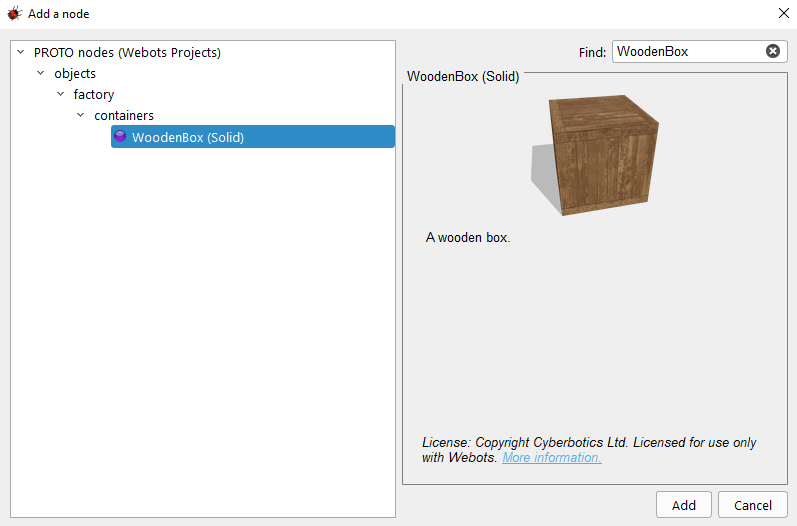 Add a node
PROTO nodes (Webots Projects)
objects
factory
containers
WoodenBox (Solid)
Find: WoodenBox
WoodenBox (Solid)
A wooden box.
License: Copyright Cyberbotics Ltd. Licensed for use only
with Webots. More information.
Add Cancel